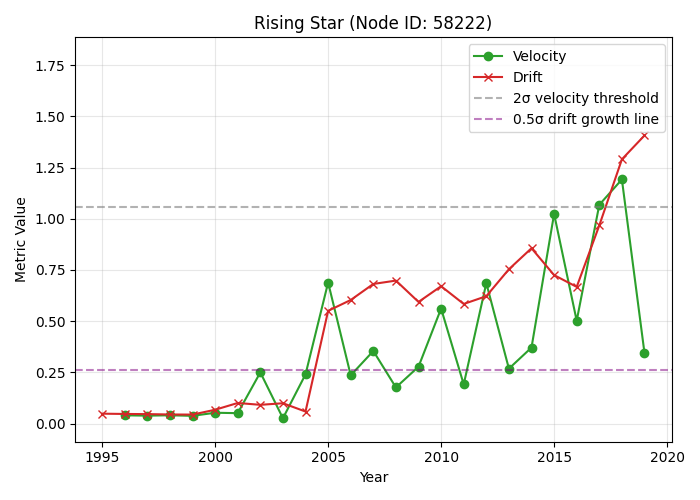 Rising Star (Node ID: 58222)
Velocity
Drift
2σ velocity threshold
0.5σ drift growth line
Metric Value
1.75
1.50
1.25
1.00
0.75
0.50
0.25
0.00
1995
2000
2005
2010
2015
2020
Year